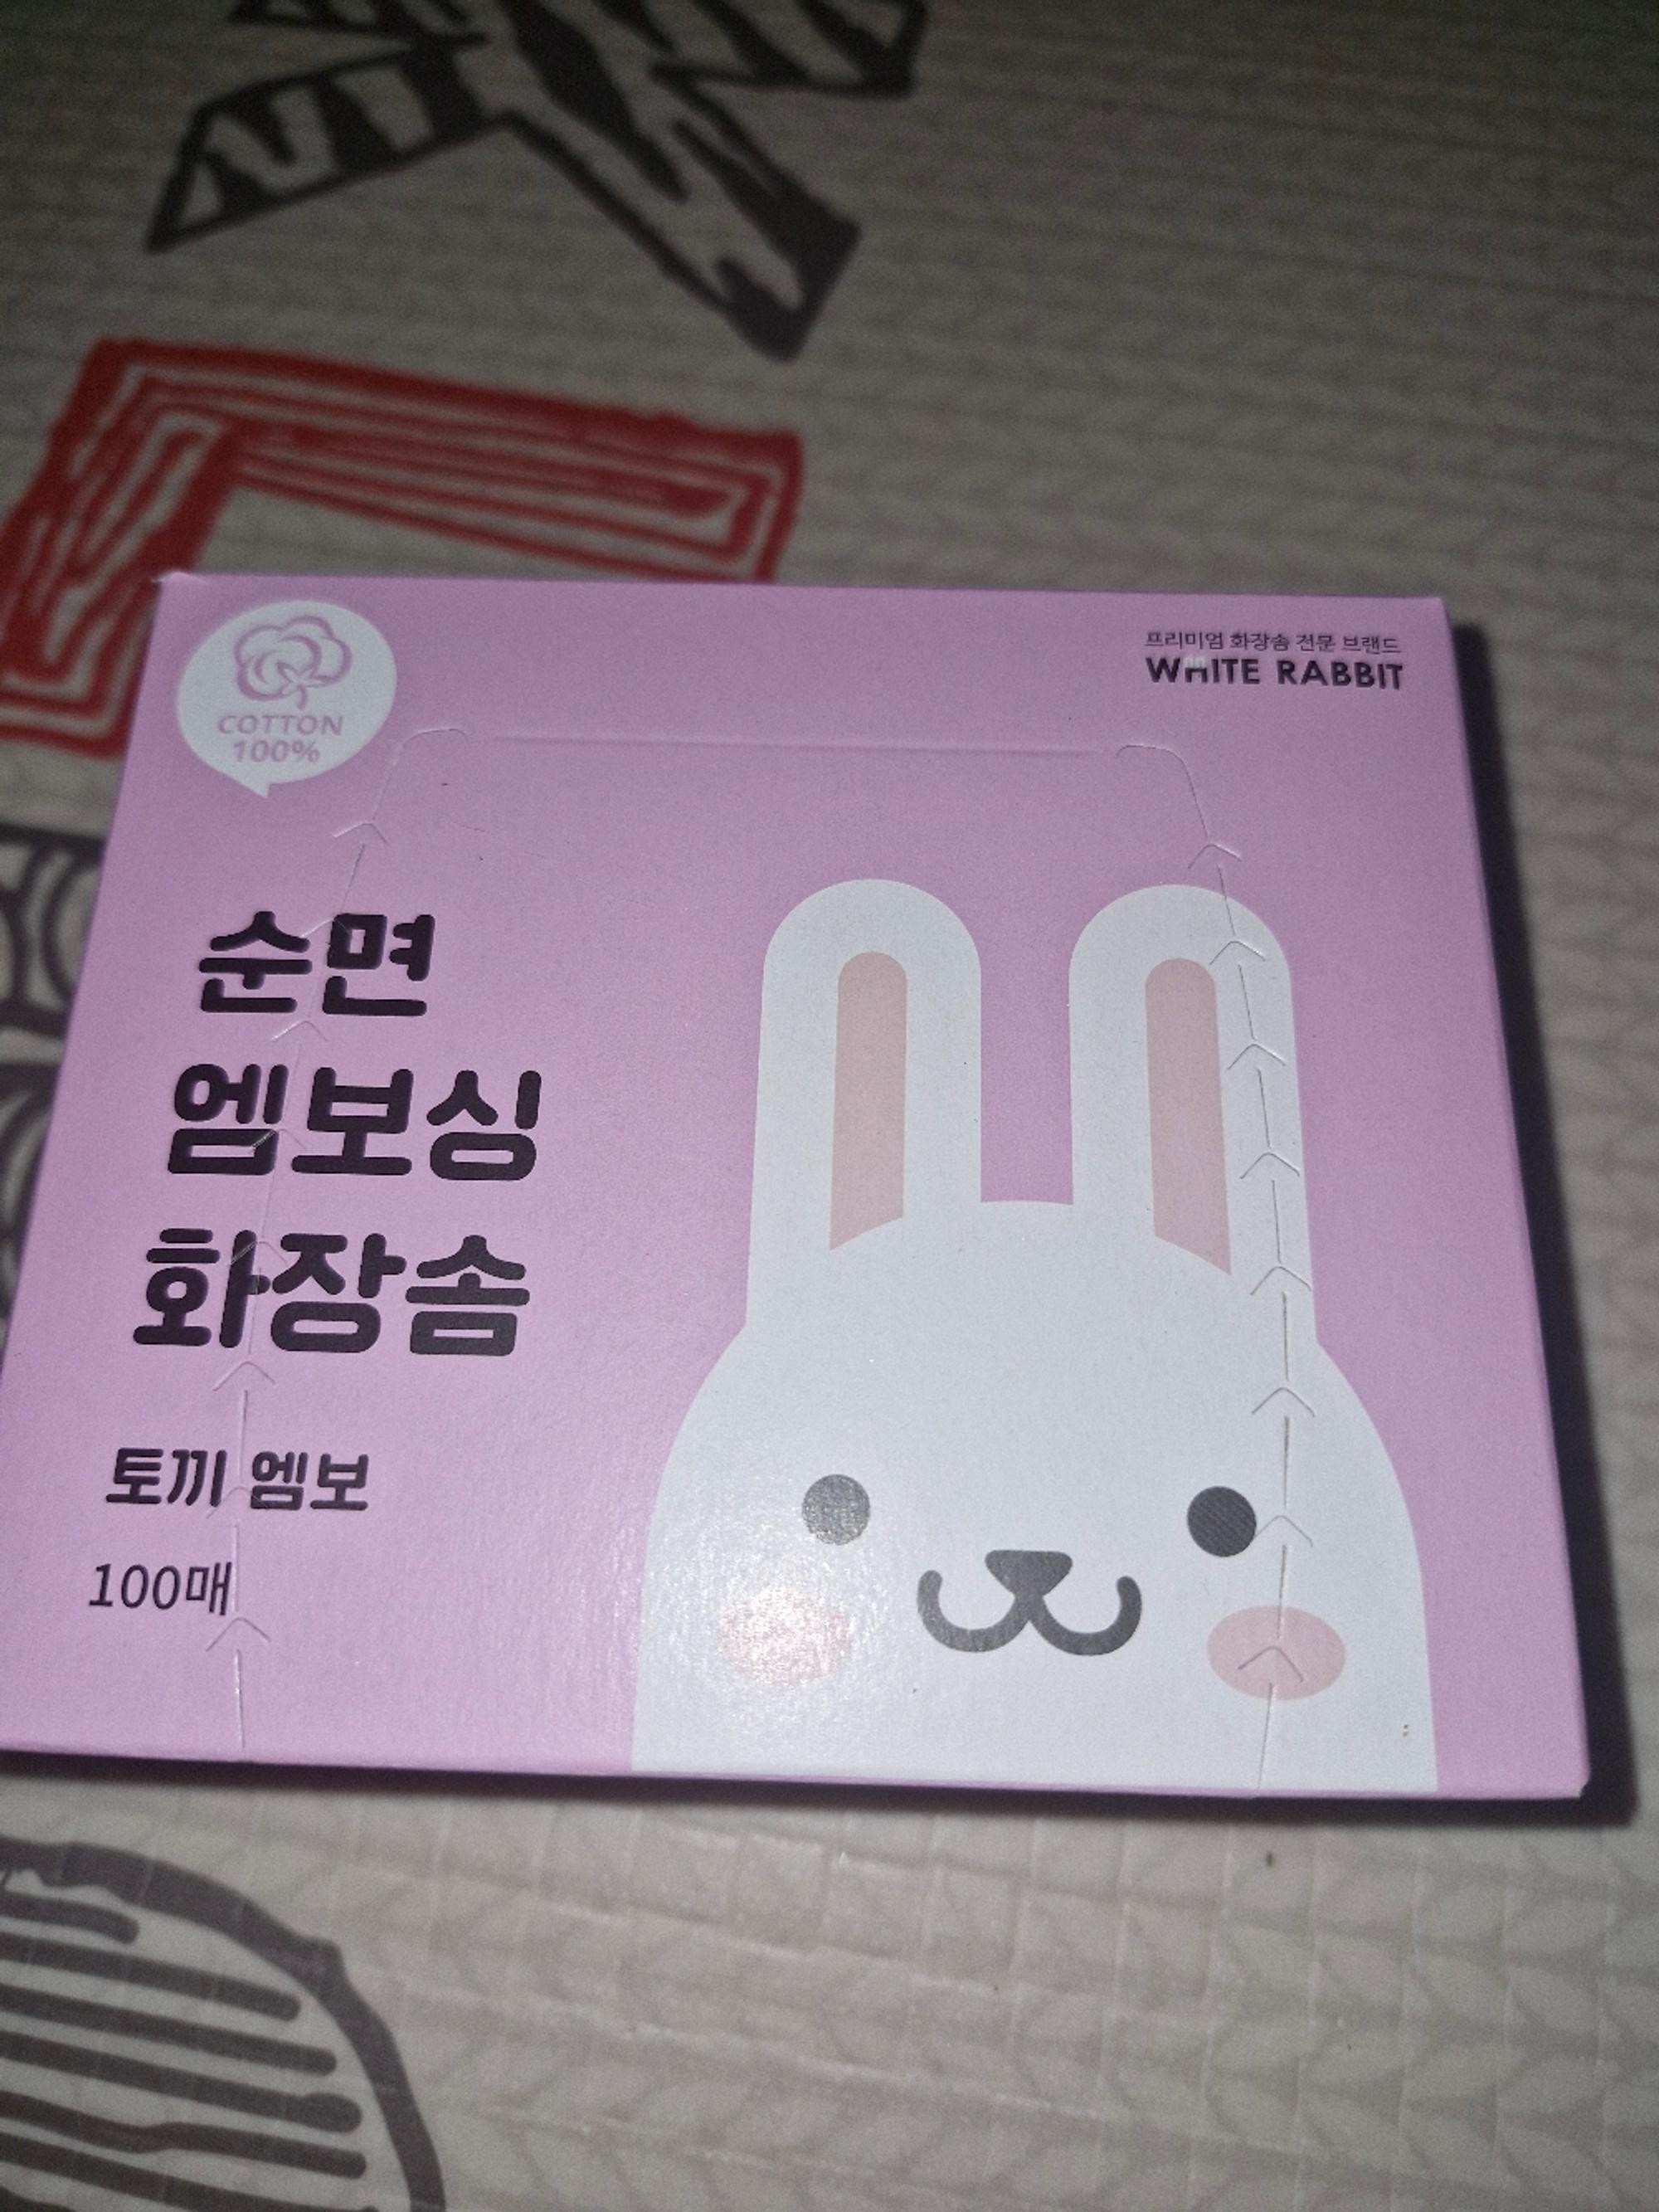 COTTON
100%
프리미엄 화장솜 전문 브랜드
WHITE RABBIT
순면
엠보싱
화장솜
토끼 엠보
100매